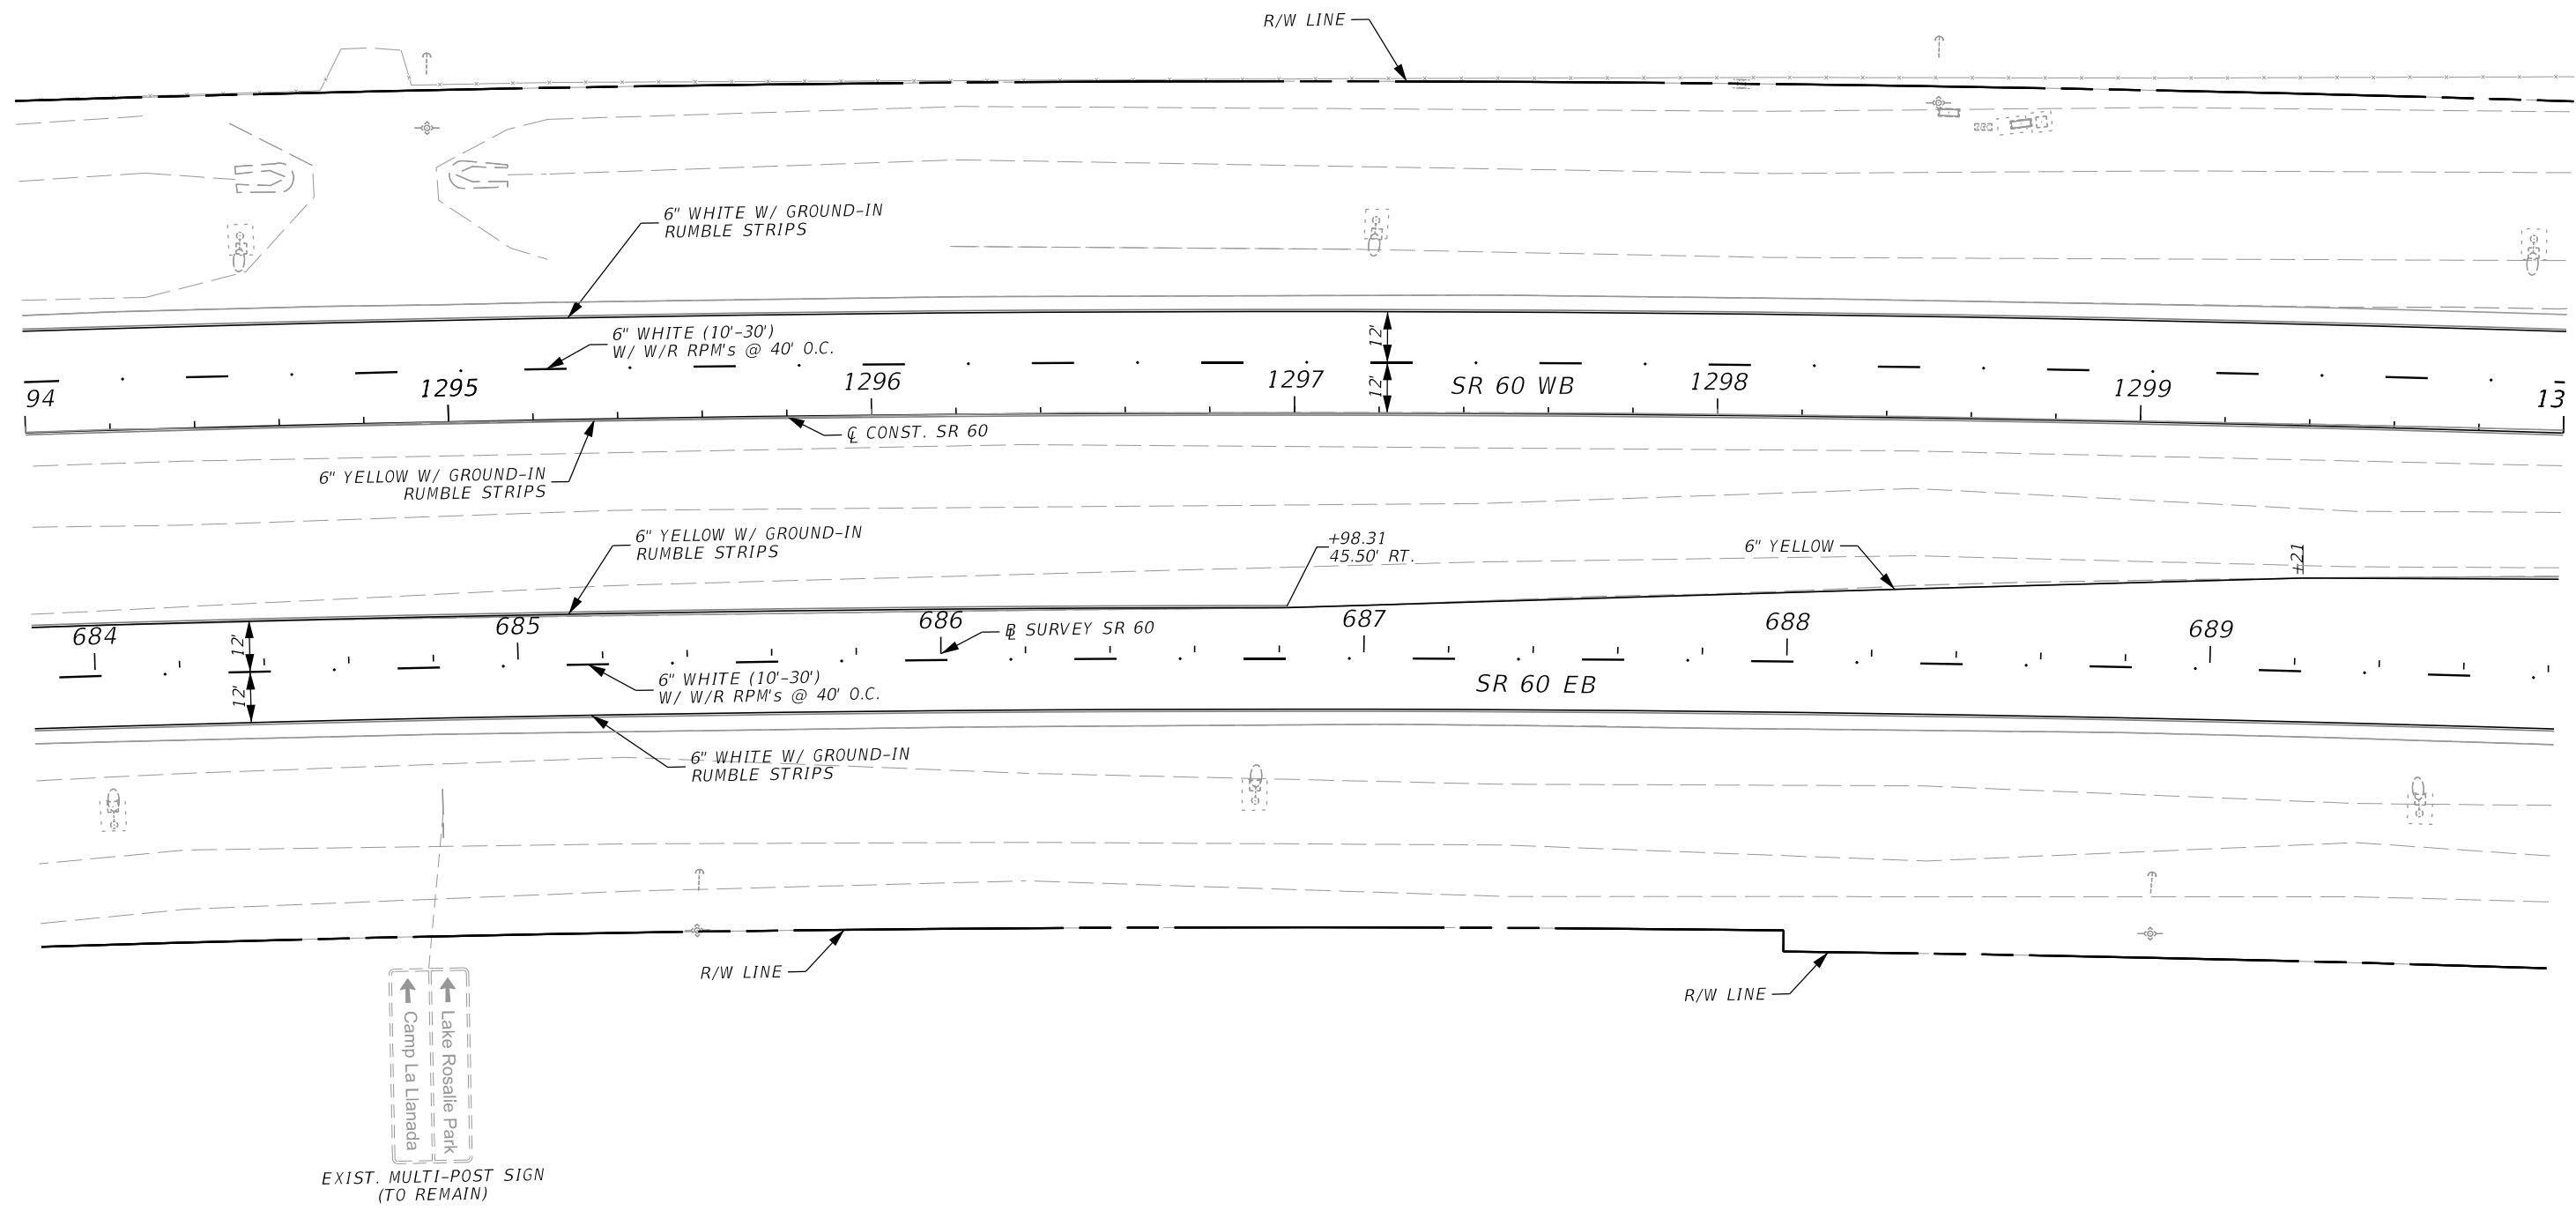 R/W LINE
6" WHITE W/ GROUND-IN
RUMBLE STRIPS
6" WHITE (10'-30')
W/ W/R RPM's @ 40' O.C.
12'
12'
94
1295
1296
1297
SR 60 WB
1298
1299
13
℄ CONST. SR 60
6" YELLOW W/ GROUND-IN
RUMBLE STRIPS
6" YELLOW W/ GROUND-IN
RUMBLE STRIPS
+98.31
45.50' RT.
6" YELLOW
+21
684
685
686
687
688
689
12'
12'
BL SURVEY SR 60
6" WHITE (10'-30')
W/ W/R RPM's @ 40' O.C.
SR 60 EB
6" WHITE W/ GROUND-IN
RUMBLE STRIPS
R/W LINE
R/W LINE
Lake Rosalie Park
Camp La Llanada
EXIST. MULTI-POST SIGN
(TO REMAIN)